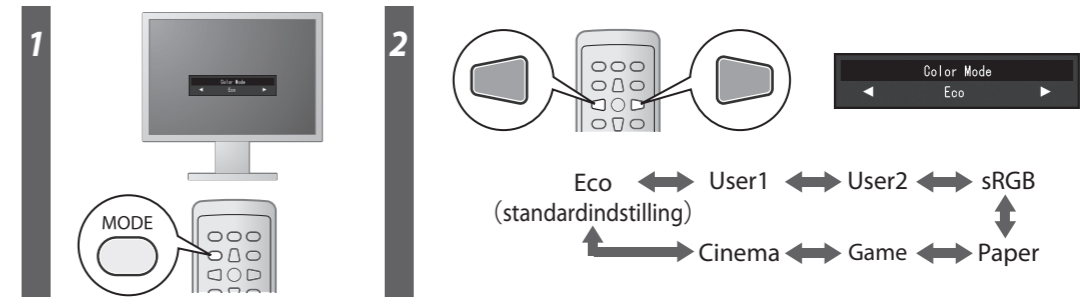 1
Color Mode
Eco
MODE
2
Color Mode
Eco
Eco
（standardindstilling）
User1
User2
sRGB
Cinema
Game
Paper